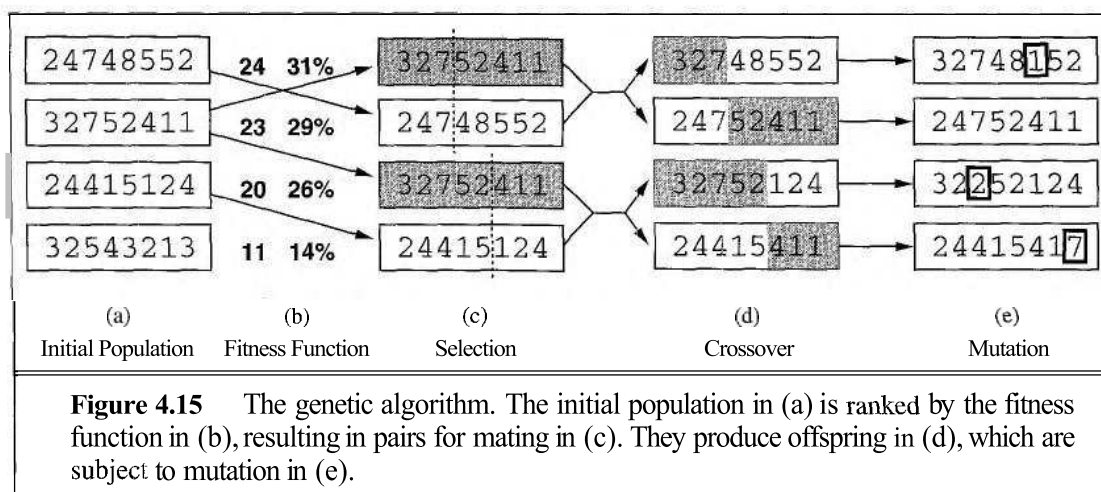 24748552 24 31% 32752411 32748552 32748152
32752411 23 29% 24748552 24752411 24752411
24415124 20 26% 32752411 32752124 32252124
32543213 11 14% 24415124 24415411 24415417
(a) (b) (c) (d) (e)
Initial Population Fitness Function Selection Crossover Mutation
Figure 4.15 The genetic algorithm. The initial population in (a) is ranked by the fitness
function in (b), resulting in pairs for mating in (c). They produce offspring in (d), which are
subject to mutation in (e).